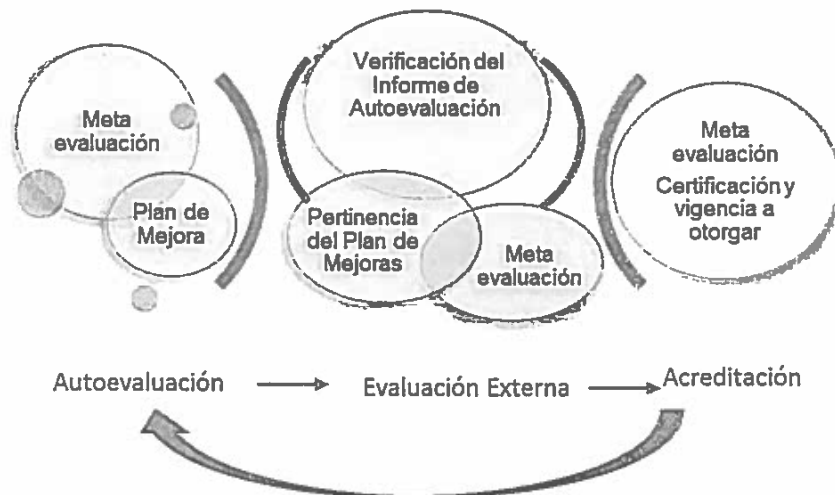 Meta
evaluación
Plan de
Mejora
Verificación del
Informe de
Autoevaluación
Pertinencia
del Plan de
Mejoras
Meta
evaluación
Meta
evaluación
Certificación y
vigencia a
otorgar
Autoevaluación
Evaluación Externa
Acreditación